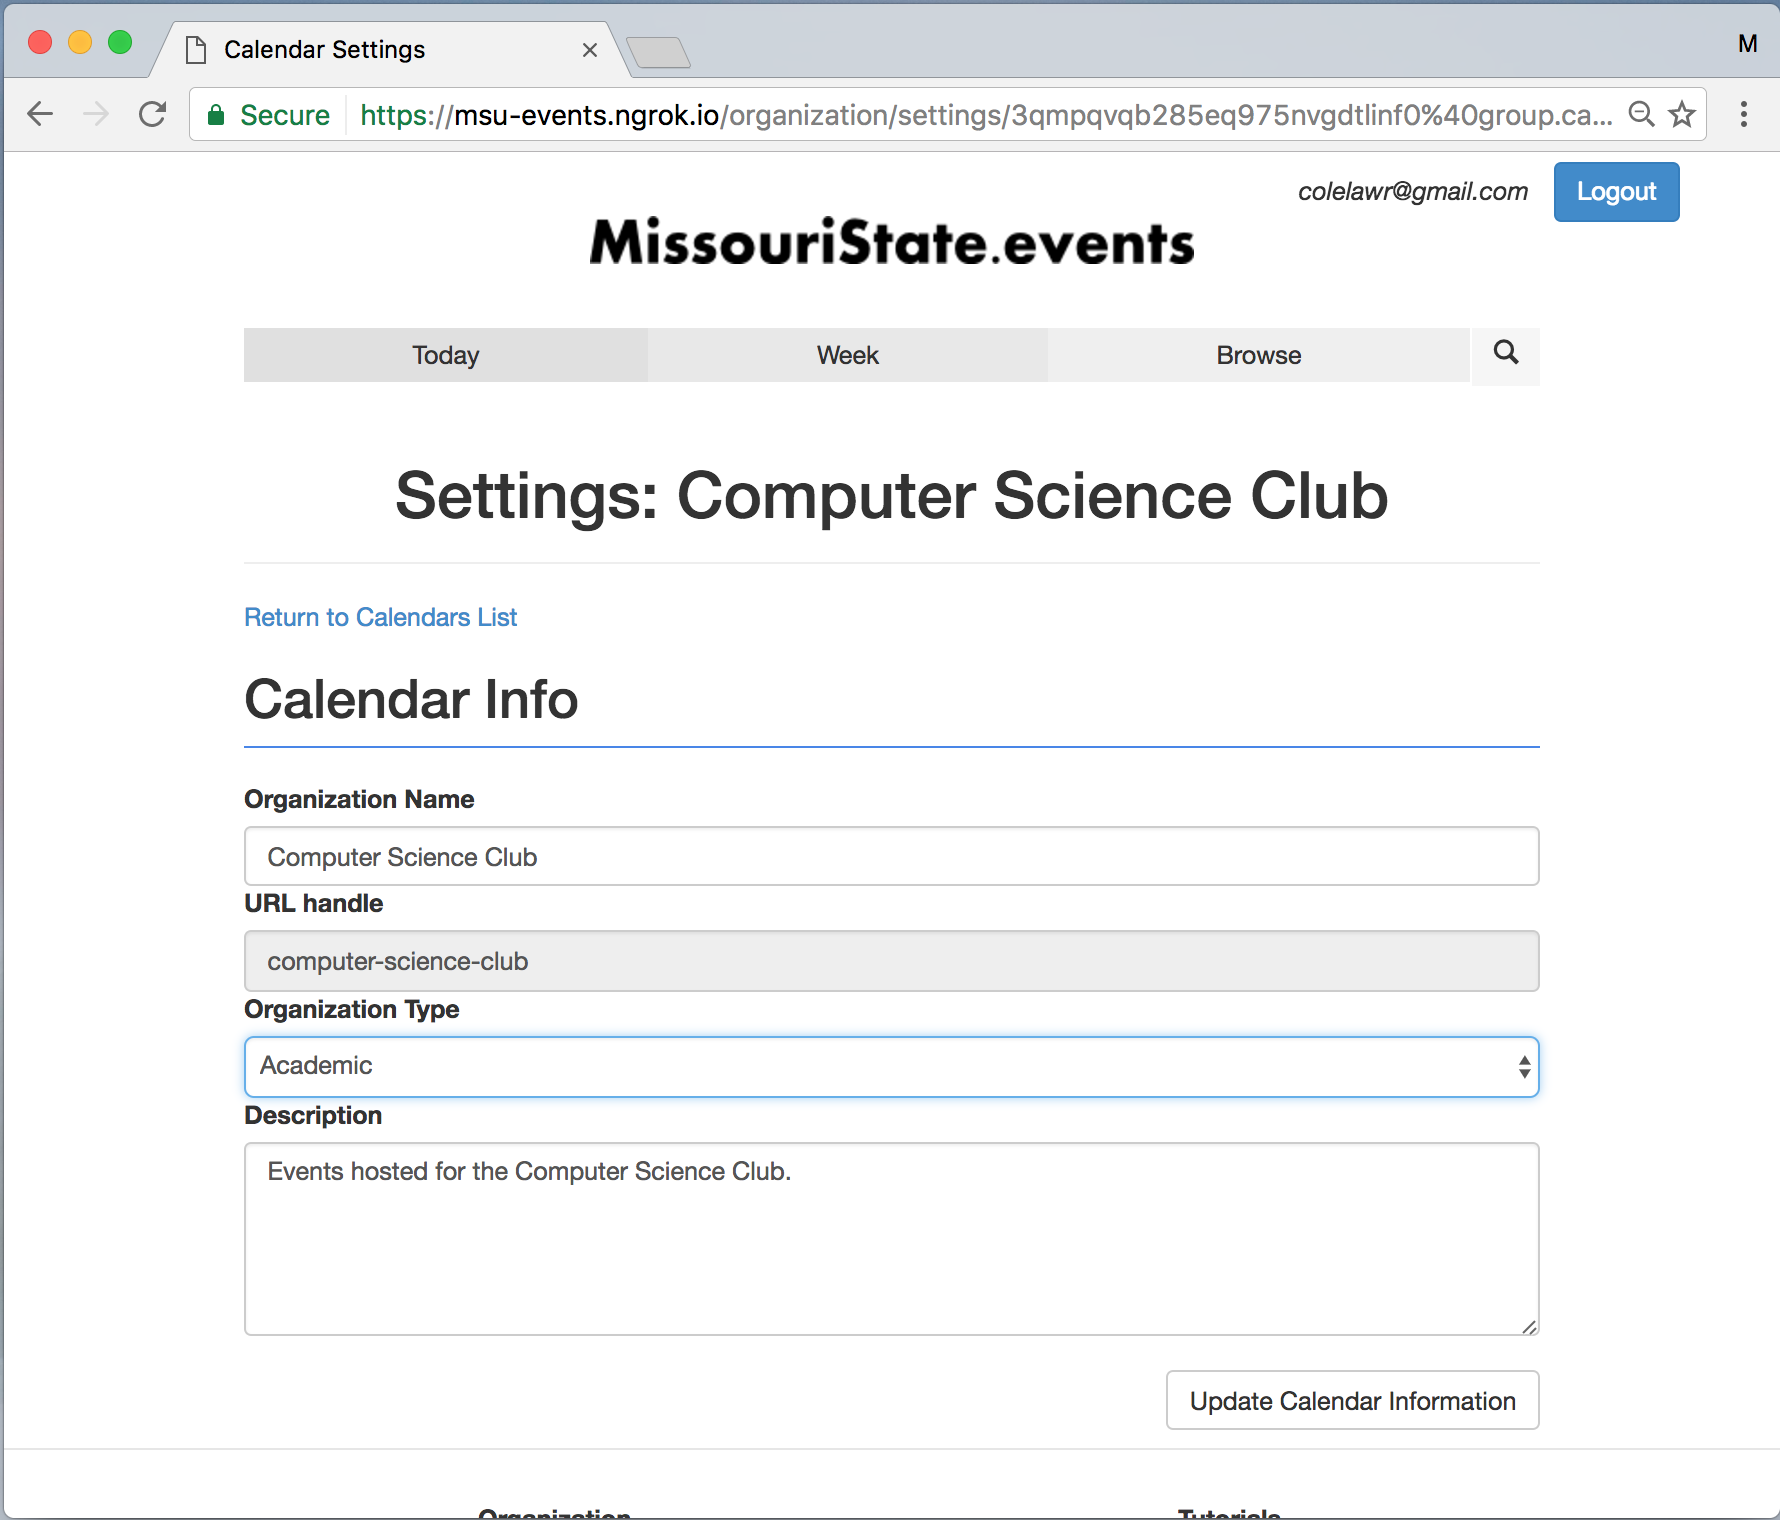 Calendar Settings
M
Secure
https://msu-events.ngrok.io/organization/settings/3qmpqvqb285eq975nvgdtlinf0%40group.ca...
colelawr@gmail.com
Logout
MissouriState.events
Today
Week
Browse
Settings: Computer Science Club
Return to Calendars List
Calendar Info
Organization Name
Computer Science Club
URL handle
computer-science-club
Organization Type
Academic
Description
Events hosted for the Computer Science Club.
Update Calendar Information
Organization
Tutorials